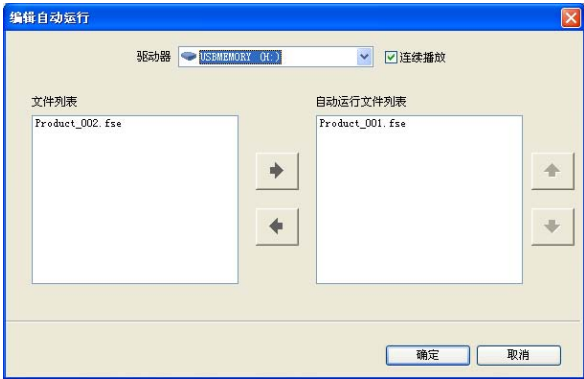 编辑自动运行
驱动器 USBMEMORY (H:) 连续播放
文件列表 自动运行文件列表
Product_002.fse Product_001.fse
确定 取消